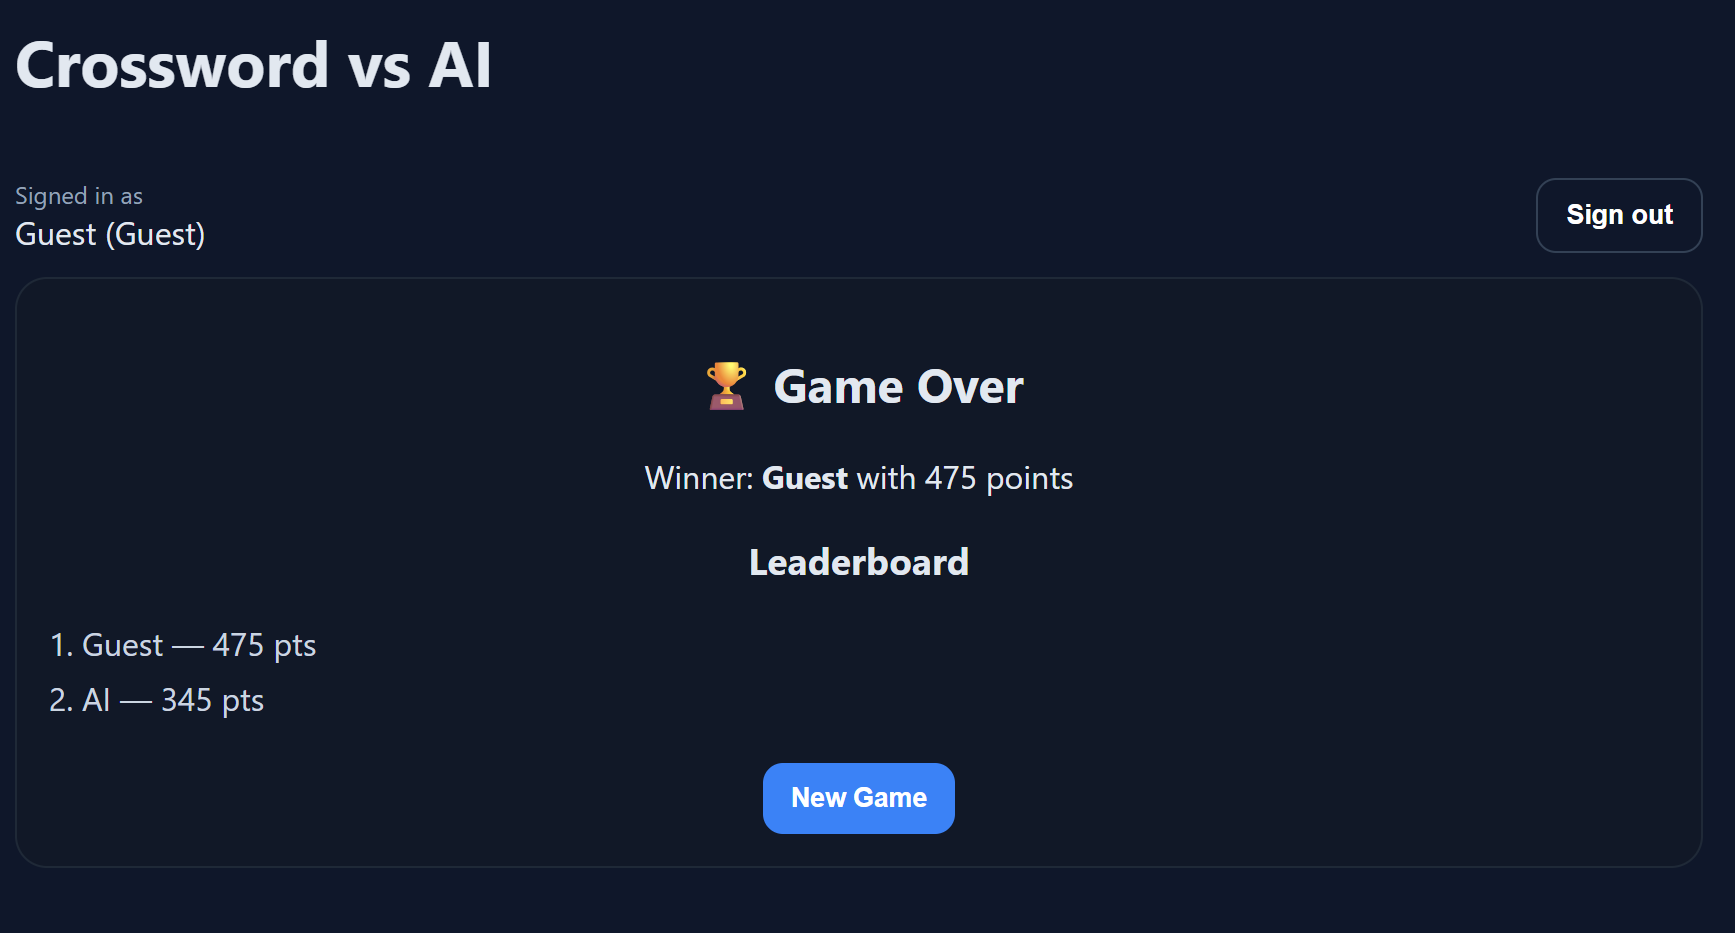 Crossword vs AI
Signed in as
Guest (Guest)
Sign out
🏆 Game Over
Winner: Guest with 475 points
Leaderboard
1. Guest — 475 pts
2. AI — 345 pts
New Game